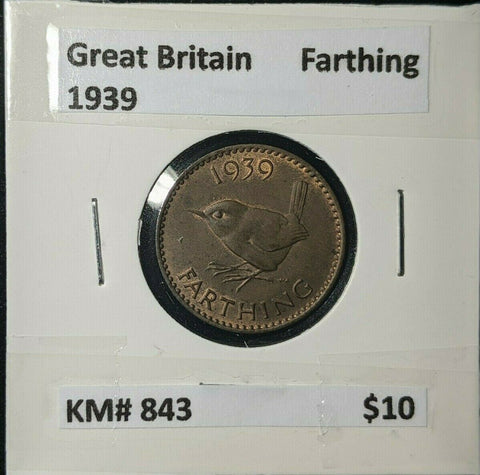 Great Britain Farthing
1939
1939
FARTHING
KM# 843 $10